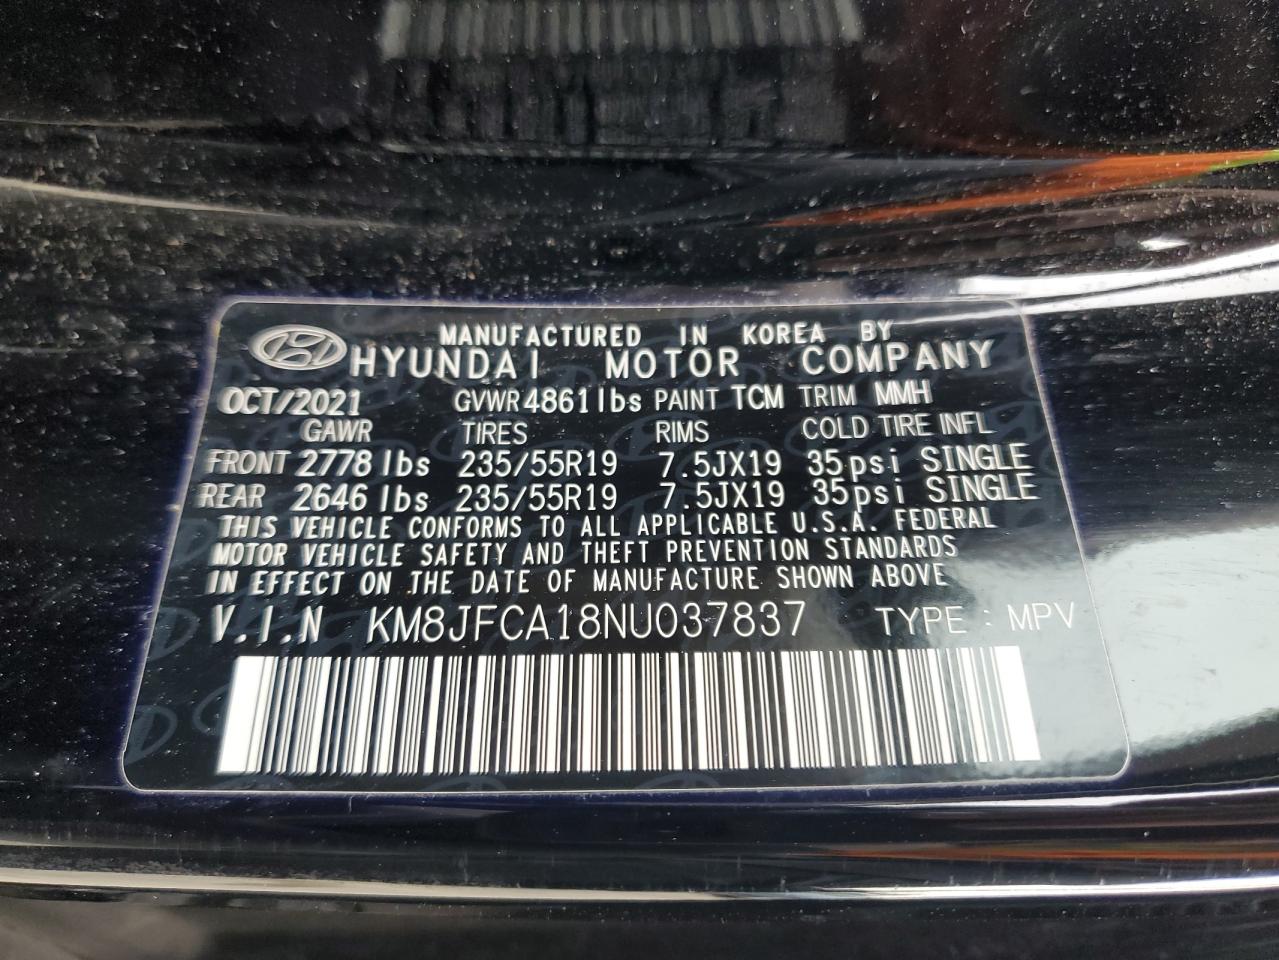 MANUFACTURED IN KOREA BY
HYUNDAI MOTOR COMPANY
OCT/2021 GVWR 4861lbs PAINT TCM TRIM MMH
GAWR TIRES RIMS COLD TIRE INFL
FRONT 2778 lbs 235/55R19 7.5JX19 35psi SINGLE
REAR 2646 lbs 235/55R19 7.5JX19 35psi SINGLE
THIS VEHICLE CONFORMS TO ALL APPLICABLE U.S.A. FEDERAL
MOTOR VEHICLE SAFETY AND THEFT PREVENTION STANDARDS
IN EFFECT ON THE DATE OF MANUFACTURE SHOWN ABOVE
V.I.N KM8JFCA18NU037837 TYPE : MPV